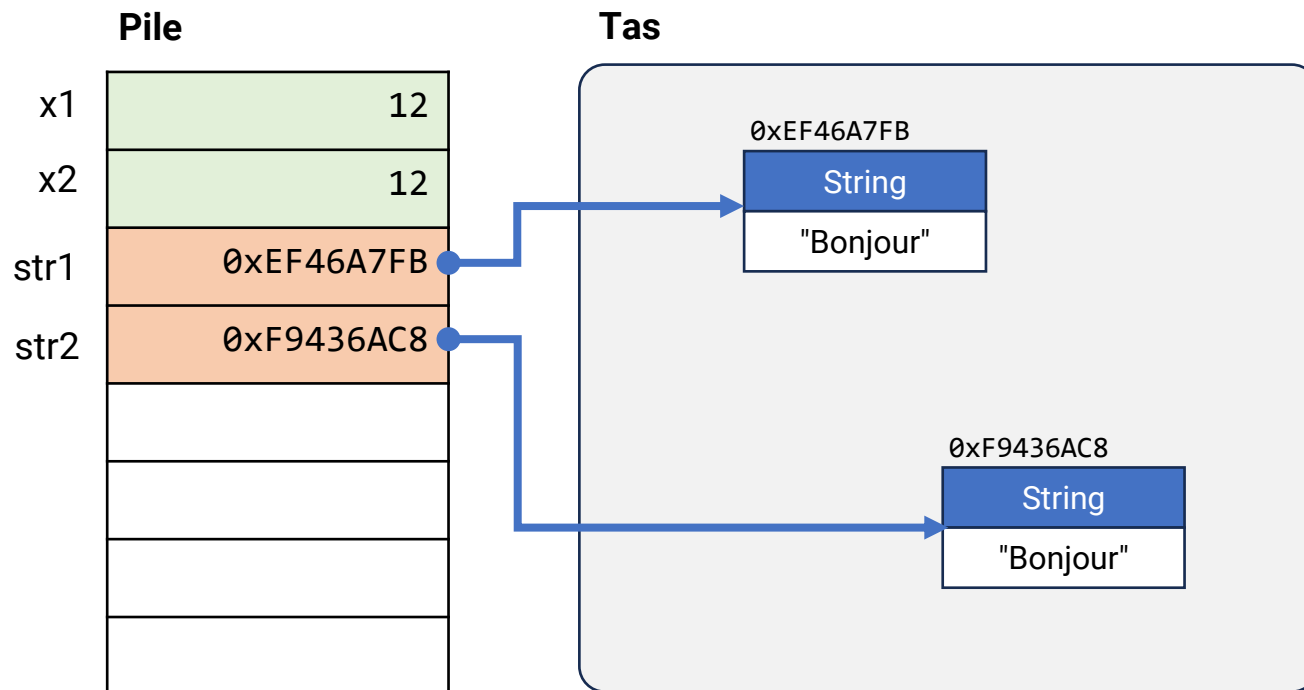 Pile
Tas
x1
12
x2
12
str1
0xEF46A7FB
str2
0xF9436AC8
0xEF46A7FB
String
"Bonjour"
0xF9436AC8
String
"Bonjour"